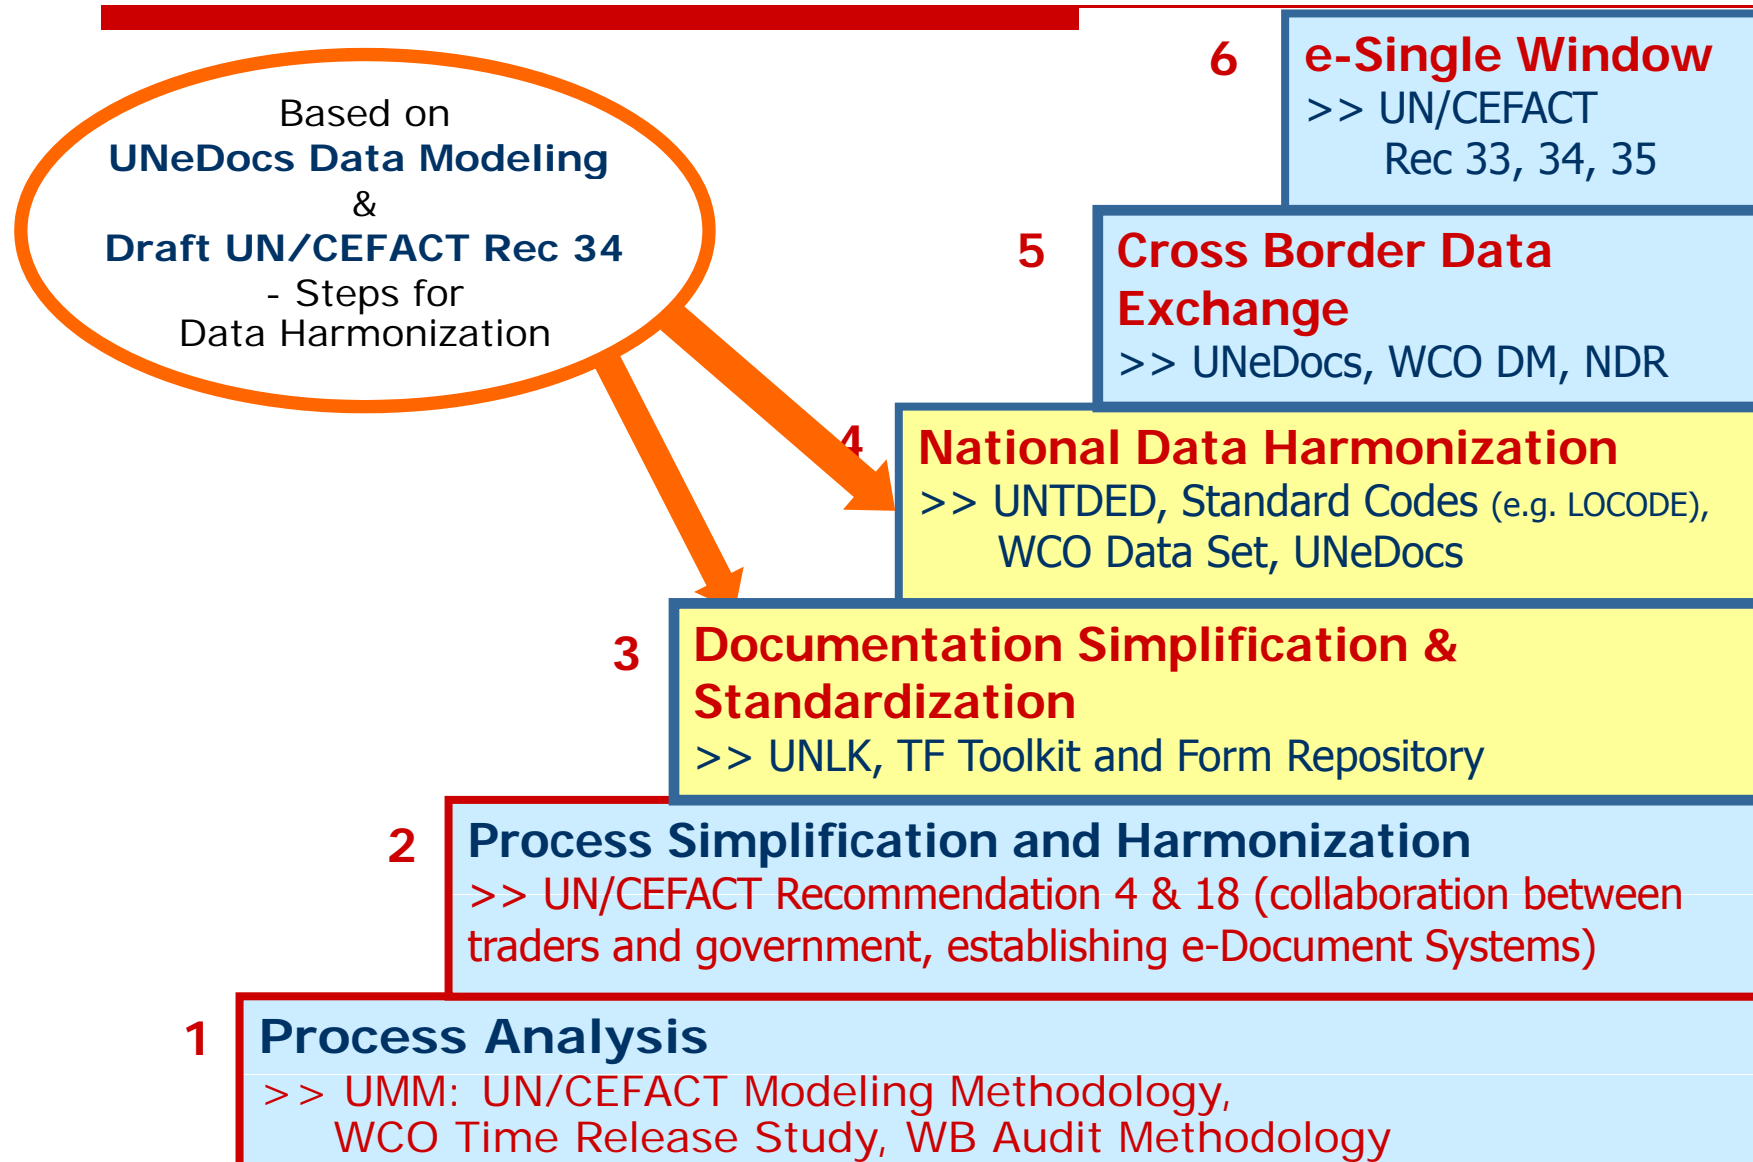 Based on
UNeDocs Data Modeling
&
Draft UN/CEFACT Rec 34
- Steps for
Data Harmonization
6
e-Single Window
>> UN/CEFACT
Rec 33, 34, 35
5
Cross Border Data
Exchange
>> UNeDocs, WCO DM, NDR
4
National Data Harmonization
>> UNTDED, Standard Codes (e.g. LOCODE),
WCO Data Set, UNeDocs
3
Documentation Simplification &
Standardization
>> UNLK, TF Toolkit and Form Repository
2
Process Simplification and Harmonization
>> UN/CEFACT Recommendation 4 & 18 (collaboration between
traders and government, establishing e-Document Systems)
1
Process Analysis
>> UMM: UN/CEFACT Modeling Methodology,
WCO Time Release Study, WB Audit Methodology